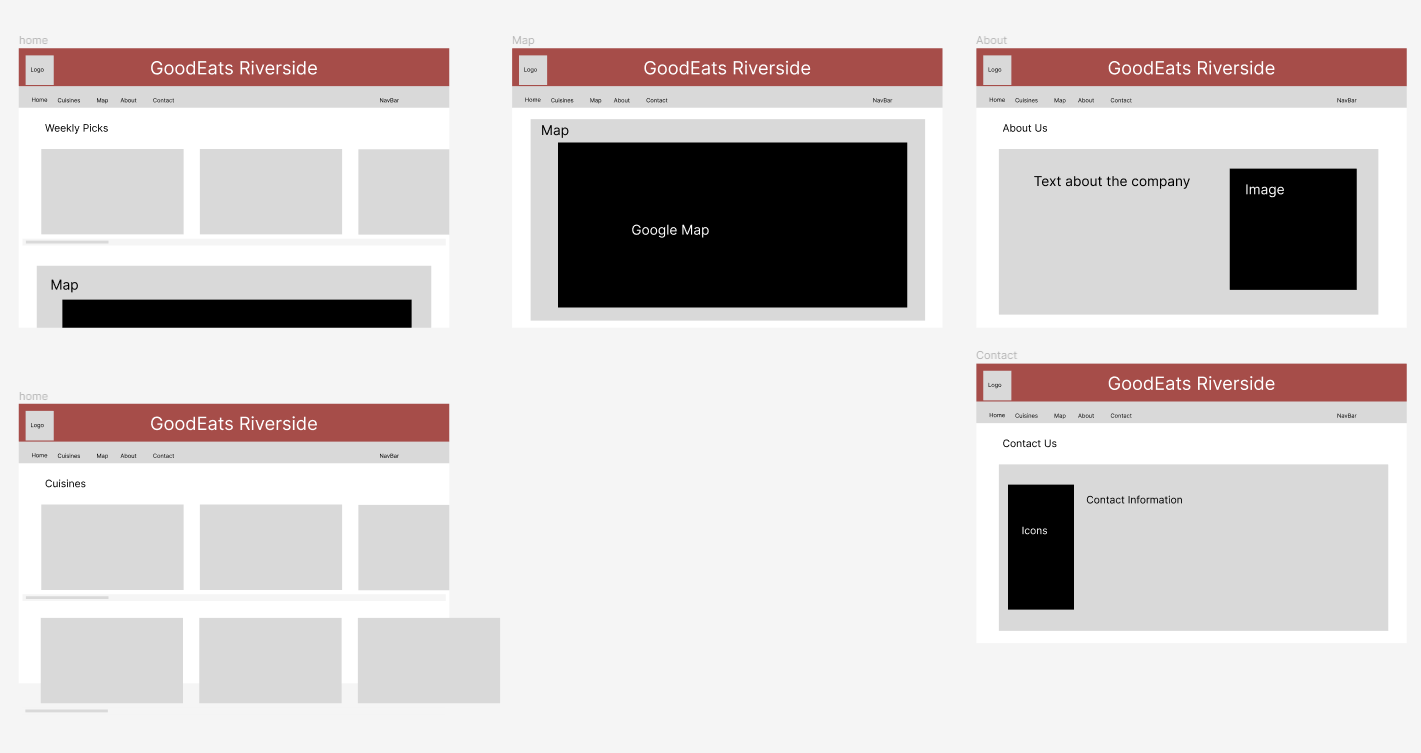 home
Logo
GoodEats Riverside
Home Cuisines Map About Contact NavBar
Weekly Picks
Map
Map
Logo
GoodEats Riverside
Home Cuisines Map About Contact NavBar
Map
Google Map
About
Logo
GoodEats Riverside
Home Cuisines Map About Contact NavBar
About Us
Text about the company
Image
home
Logo
GoodEats Riverside
Home Cuisines Map About Contact NavBar
Cuisines
Contact
Logo
GoodEats Riverside
Home Cuisines Map About Contact NavBar
Contact Us
Icons
Contact Information